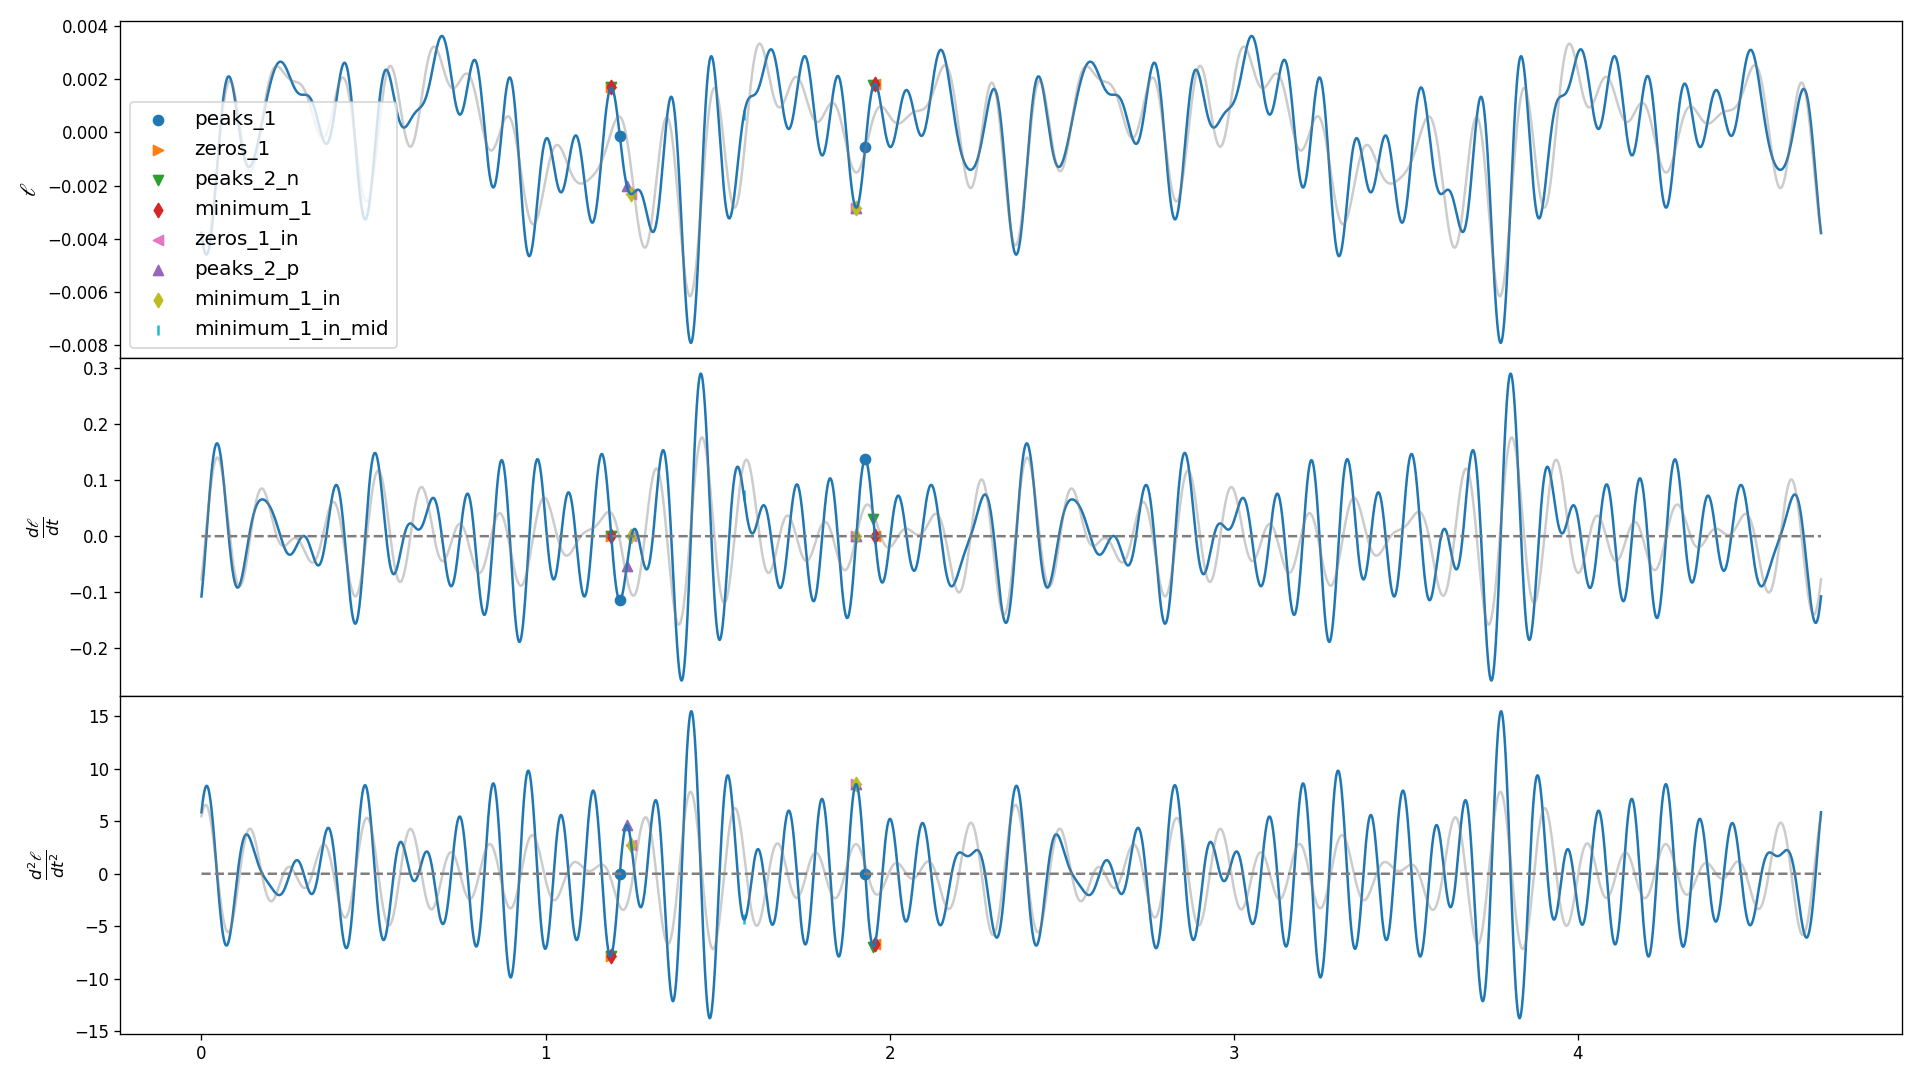 0.004
0.002
0.000
−0.002
−0.004
−0.006
−0.008
ℓ
peaks_1
zeros_1
peaks_2_n
minimum_1
zeros_1_in
peaks_2_p
minimum_1_in
minimum_1_in_mid
0.3
0.2
0.1
0.0
−0.1
−0.2
dℓ
dt
15
10
5
0
−5
−10
−15
d²ℓ
dt²
0 1 2 3 4